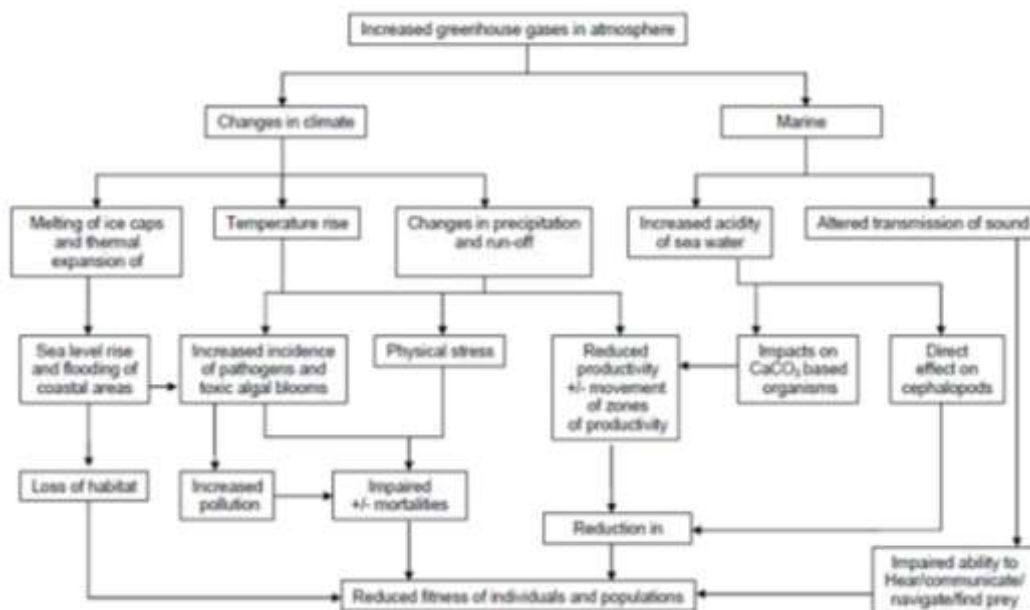 Increased greenhouse gases in atmosphere
Changes in climate
Marine
Melting of ice caps
and thermal
expansion of
Temperature rise
Changes in precipitation
and run-off
Increased acidity
of sea water
Altered transmission of sound
Sea level rise
and flooding of
coastal areas
Increased incidence
of pathogens and
toxic algal blooms
Physical stress
Reduced
productivity
+/- movement
of zones
of productivity
Impacts on
CaCO₃ based
organisms
Direct
effect on
cephalopods
Loss of habitat
Increased
pollution
Impaired
+/- mortalities
Reduction in
Impaired ability to
Hear/communicate/
navigate/find prey
Reduced fitness of individuals and populations